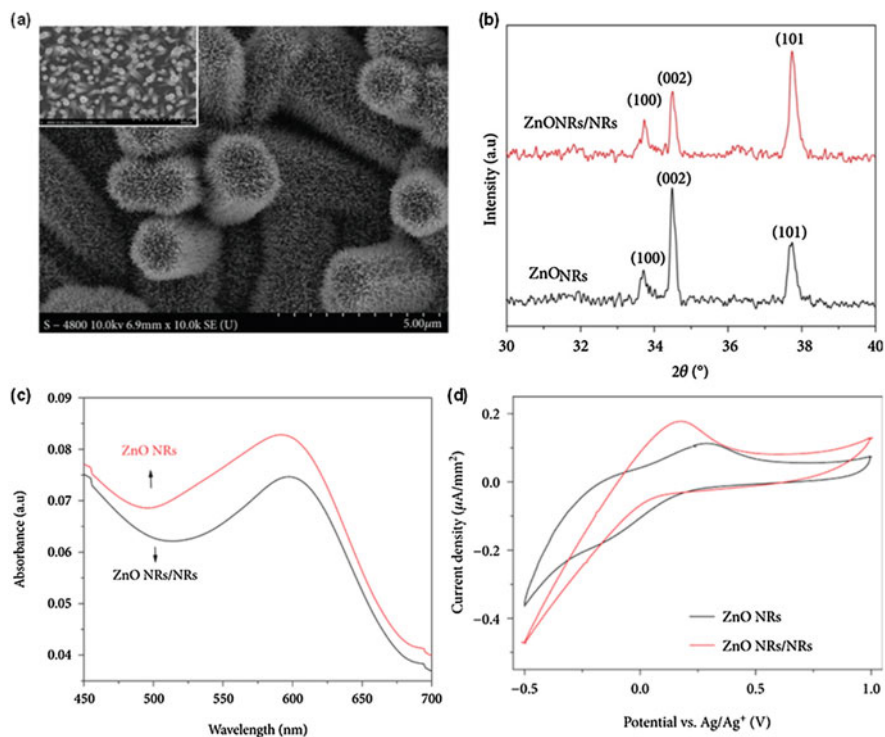 (a)
S – 4800 10.0kv 6.9mm x 10.0k SE (U)
5.00μm
(b)
Intensity (a.u)
ZnONRs/NRs
(100)
(002)
(101
ZnONRs
(100)
(002)
(101)
30
32
34
36
38
40
2θ (°)
(c)
Absorbance (a.u)
0.09
0.08
0.07
0.06
0.05
0.04
ZnO NRs
ZnO NRs/NRs
450
500
550
600
650
700
Wavelength (nm)
(d)
Current density (μA/mm²)
0.2
0.0
−0.2
−0.4
ZnO NRs
ZnO NRs/NRs
−0.5
0.0
0.5
1.0
Potential vs. Ag/Ag⁺ (V)